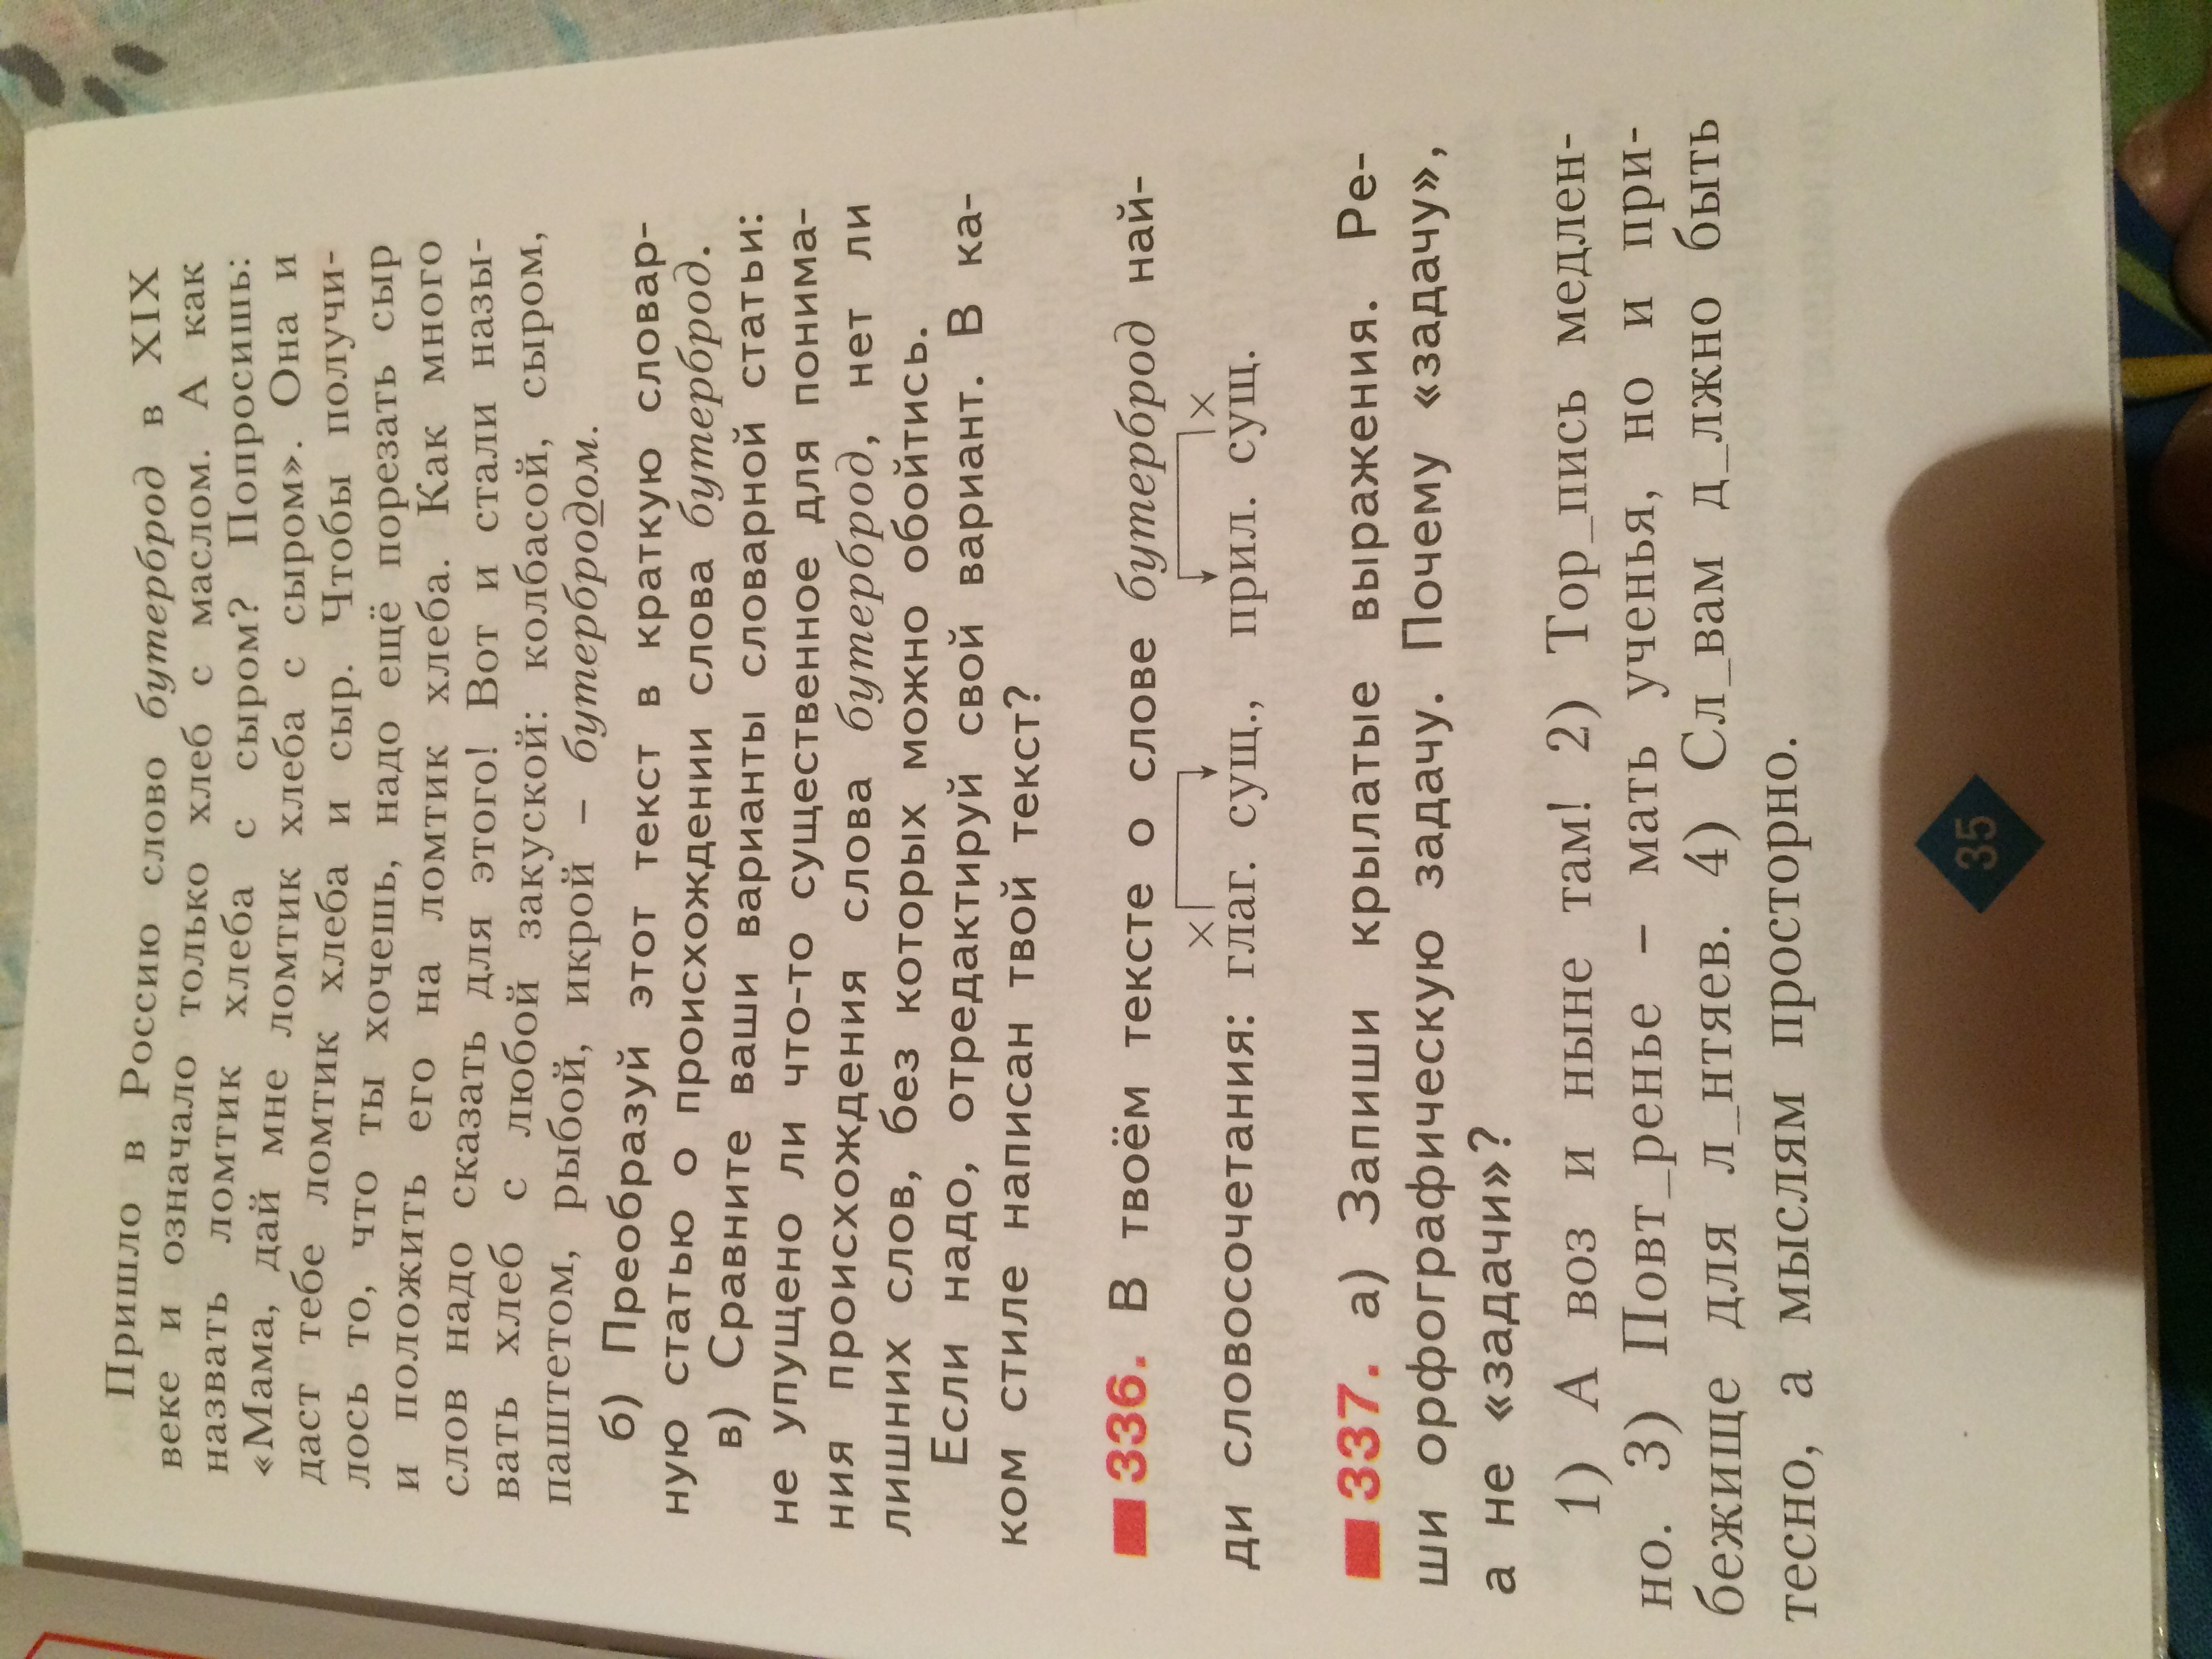 Пришло в Россию слово бутерброд в XIX
веке и означало только хлеб с маслом. А как
назвать ломтик хлеба с сыром? Попросишь:
«Мама, дай мне ломтик хлеба с сыром». Она и
даст тебе ломтик хлеба и сыр. Чтобы получи-
лось то, что ты хочешь, надо ещё порезать сыр
и положить его на ломтик хлеба. Как много
слов надо сказать для этого! Вот и стали назы-
вать хлеб с любой закуской: колбасой, сыром,
паштетом, рыбой, икрой – бутербродом.
б) Преобразуй этот текст в краткую словар-
ную статью о происхождении слова бутерброд.
в) Сравните ваши варианты словарной статьи:
не упущено ли что-то существенное для понима-
ния происхождения слова бутерброд, нет ли
лишних слов, без которых можно обойтись.
Если надо, отредактируй свой вариант. В ка-
ком стиле написан твой текст?
336. В твоём тексте о слове бутерброд най-
× ×
ди словосочетания: глаг. сущ., прил. сущ.
337. а) Запиши крылатые выражения. Ре-
ши орфографическую задачу. Почему «задачу»,
а не «задачи»?
1) А воз и ныне там! 2) Тор_пись медлен-
но. 3) Повт_ренье – мать ученья, но и при-
бежище для л_нтяев. 4) Сл_вам д_лжно быть
тесно, а мыслям просторно.
35